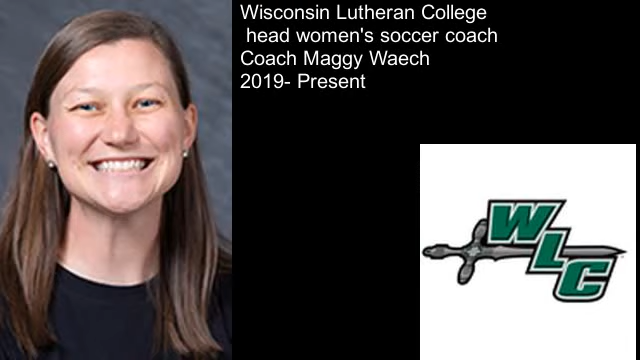 Wisconsin Lutheran College
head women's soccer coach
Coach Maggy Waech
2019- Present
WLC